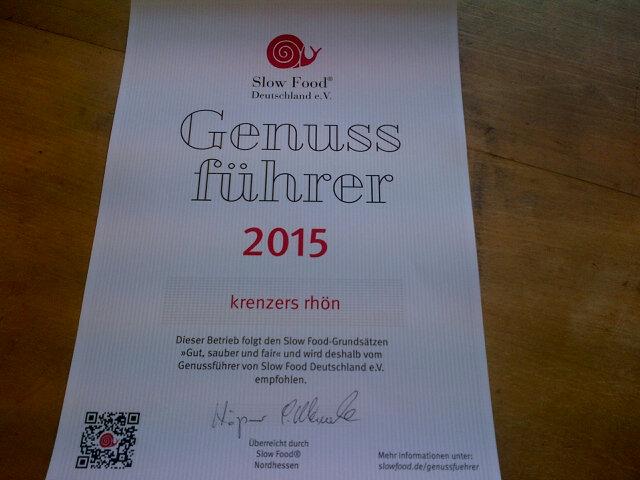 Slow Food®
Deutschland e.V.
Genuss
führer
2015
krenzers rhön
Dieser Betrieb folgt den Slow Food-Grundsätzen
»Gut, sauber und fair« und wird deshalb vom
Genussführer von Slow Food Deutschland e.V.
empfohlen.
Überreicht durch
Slow Food®
Nordhessen
Mehr Informationen unter:
slowfood.de/genussfuehrer